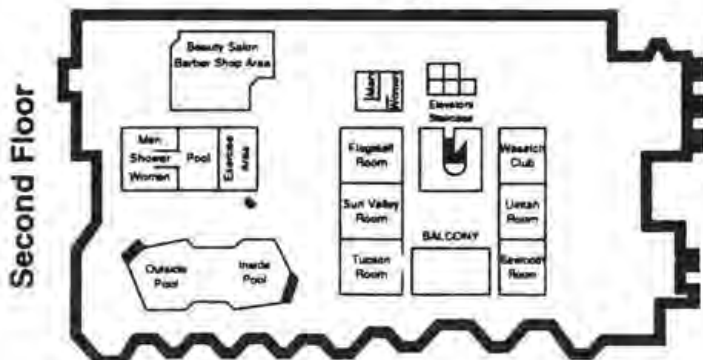 Second Floor
Beauty Salon
Barber Shop Area
Men
Women
Elevators
Staircase
Men
Shower
Women
Pool
Exercise
Area
Flagstaff
Room
Wasatch
Club
Sun Valley
Room
Uintah
Room
BALCONY
Tucson
Room
Room
Outside
Pool
Inside
Pool